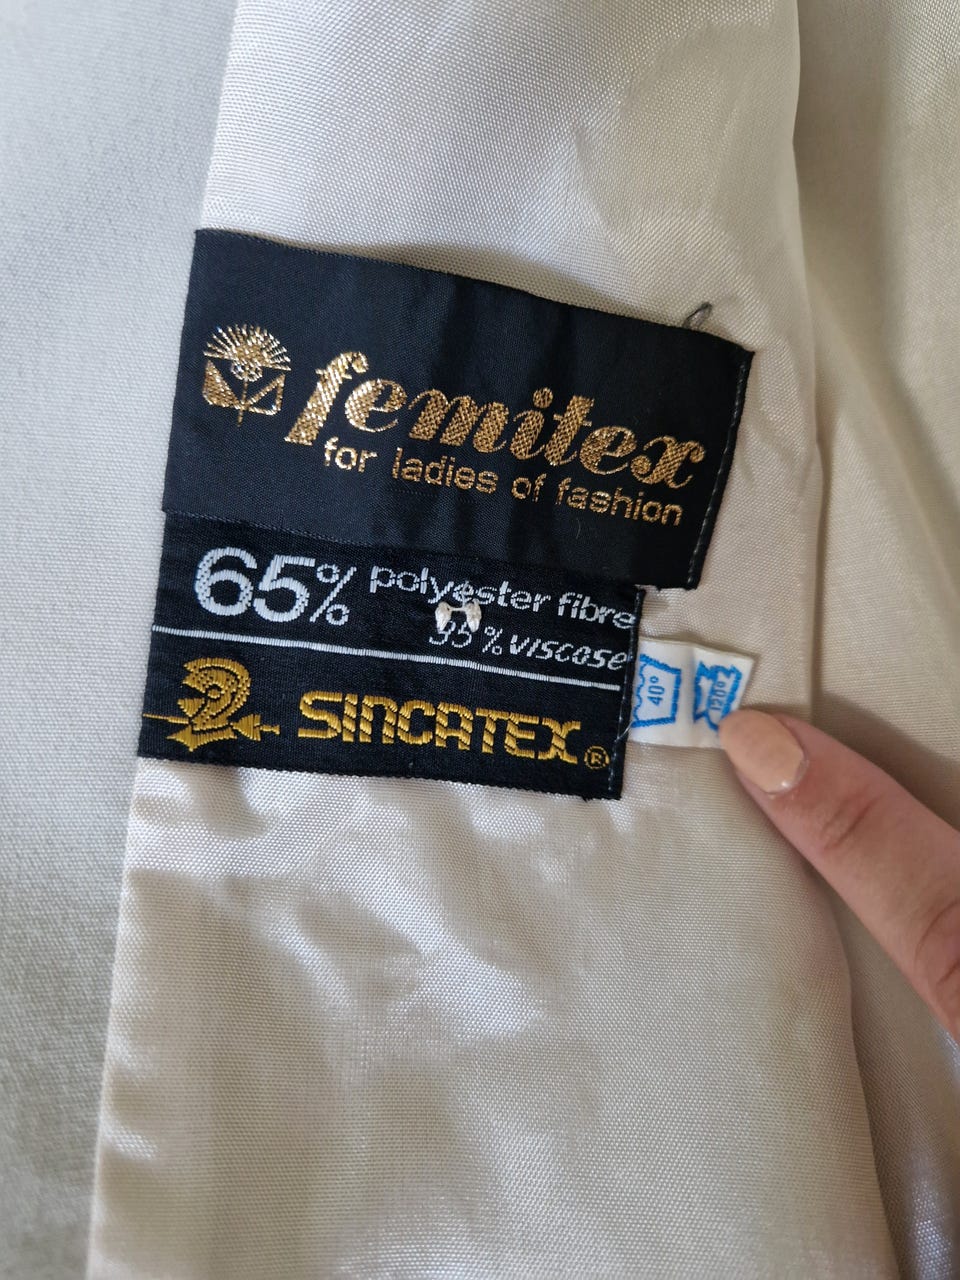 femitex
for ladies of fashion
65% polyester fibre
35% viscose
SINCATEX ®
40°
120°